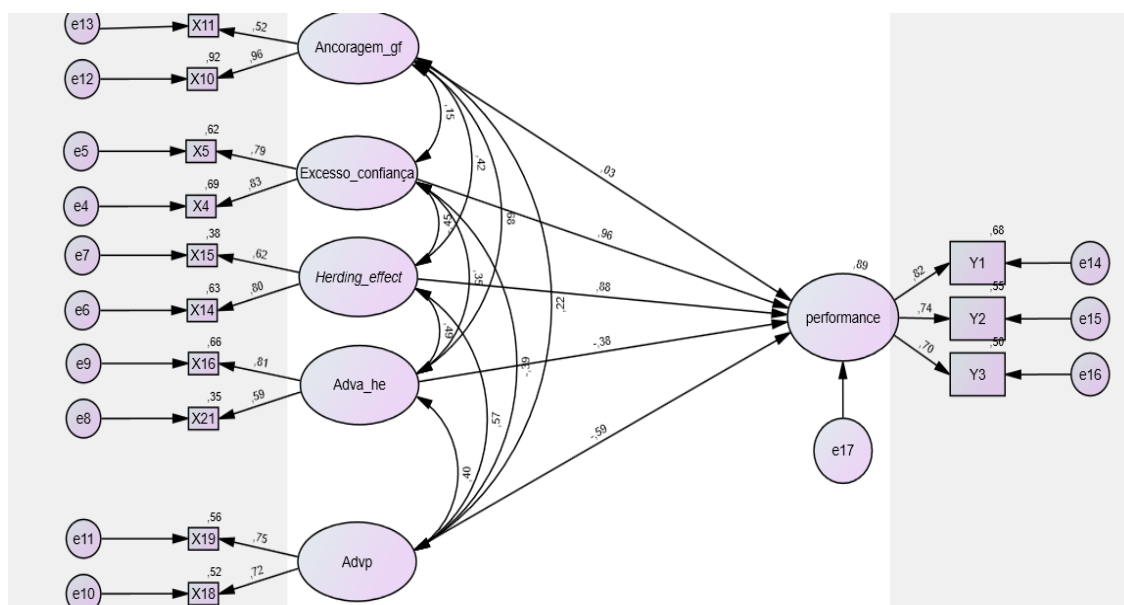 e13
X11
,52
Ancoragem_gf
,92
e12
X10
,96
,15
,62
e5
X5
,79
Excesso_confiança
,42
,03
,69
e4
X4
,83
,68
,96
,38
e7
X15
,62
Herding_effect
,35
,88
,22
,63
e6
X14
,80
,49
,66
e9
X16
,81
Adva_he
-,38
,35
e8
X21
,59
,57
-,39
,40
-,59
,56
e11
X19
,75
Advp
,52
e10
X18
,72
,89
performance
e17
,68
,82
Y1
e14
,55
,74
Y2
e15
,50
,70
Y3
e16